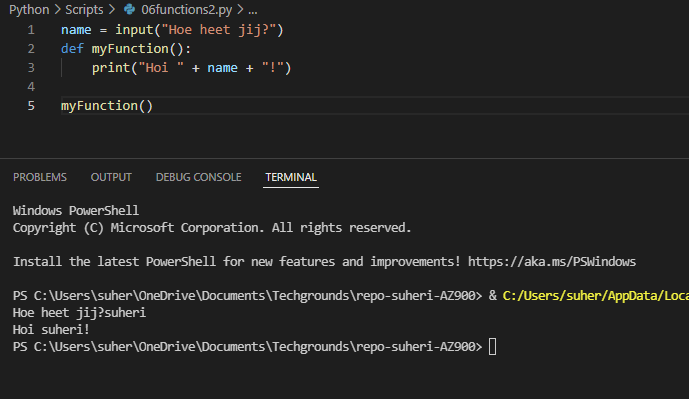 Python > Scripts > 06functions2.py > ...
1 name = input("Hoe heet jij?")
2 def myFunction():
3 print("Hoi " + name + "!")
4
5 myFunction()
PROBLEMS OUTPUT DEBUG CONSOLE TERMINAL
Windows PowerShell
Copyright (C) Microsoft Corporation. All rights reserved.
Install the latest PowerShell for new features and improvements! https://aka.ms/PSWindows
PS C:\Users\suher\OneDrive\Documents\Techgrounds\repo-suheri-AZ900> & C:/Users/suher/AppData/Loca
Hoe heet jij?suheri
Hoi suheri!
PS C:\Users\suher\OneDrive\Documents\Techgrounds\repo-suheri-AZ900>